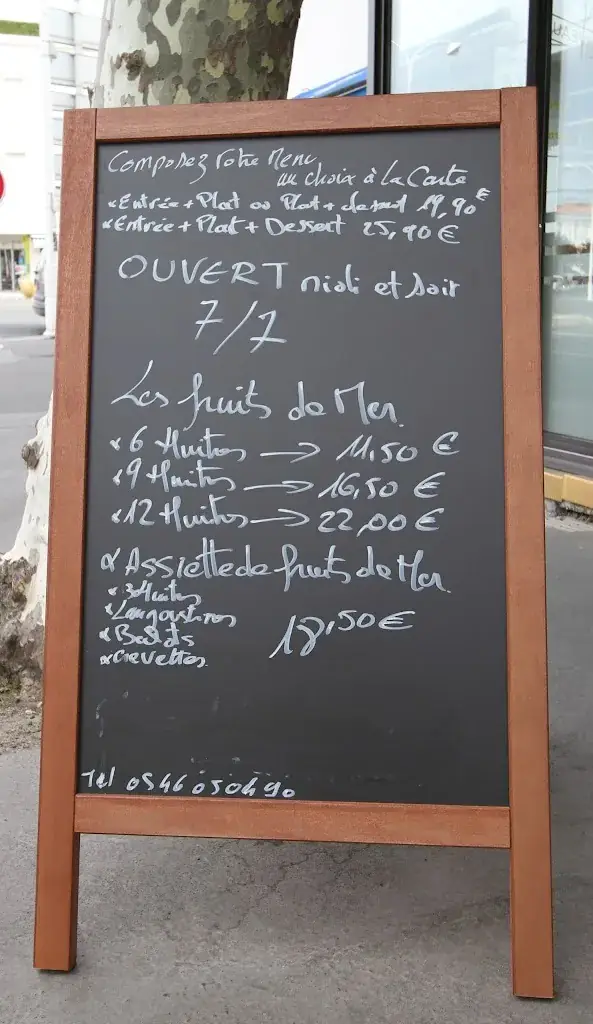 Composez Votre Menu
au choix à La Carte
* Entrée + Plat ou Plat + dessert 19,90 €
* Entrée + Plat + Dessert 25,90 €
OUVERT midi et soir
7/7
Les fruits de Mer
* 6 Huitres → 11,50 €
* 9 Huitres → 16,50 €
* 12 Huitres → 22,00 €
* Assiette de fruits de Mer
* 3 Huitres
* Langoustines
* Bulots
* Crevettes
18,50 €
Tel 0546050490